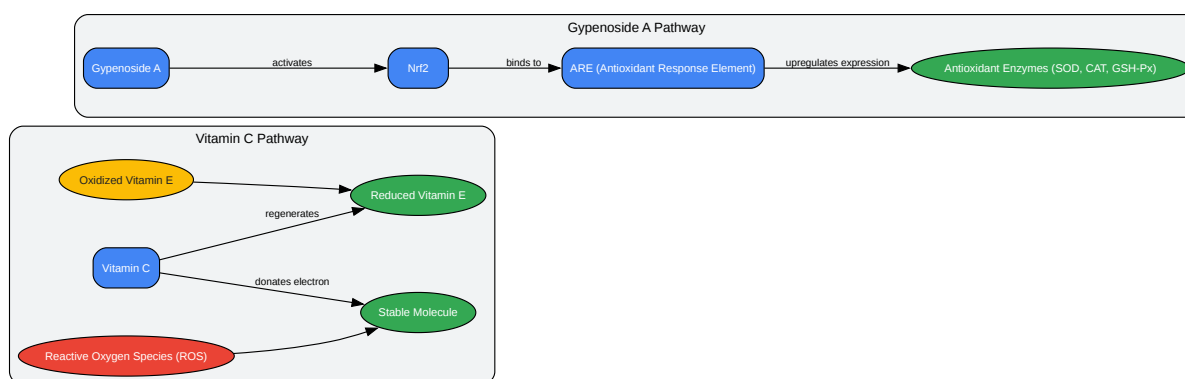 Gypenoside A Pathway
Gypenoside A
activates
Nrf2
binds to
ARE (Antioxidant Response Element)
upregulates expression
Antioxidant Enzymes (SOD, CAT, GSH-Px)
Vitamin C Pathway
Oxidized Vitamin E
Reduced Vitamin E
regenerates
Vitamin C
donates electron
Stable Molecule
Reactive Oxygen Species (ROS)